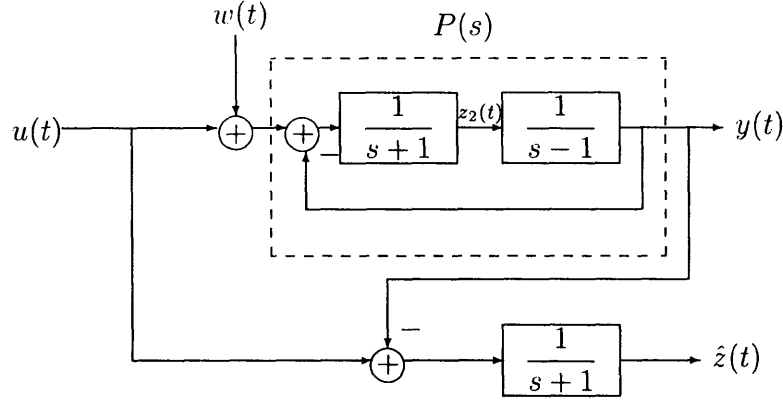 w(t)
P(s)
u(t)
+
+
−
1
s + 1
z₂(t)
1
s − 1
y(t)
−
+
1
s + 1
ẑ(t)